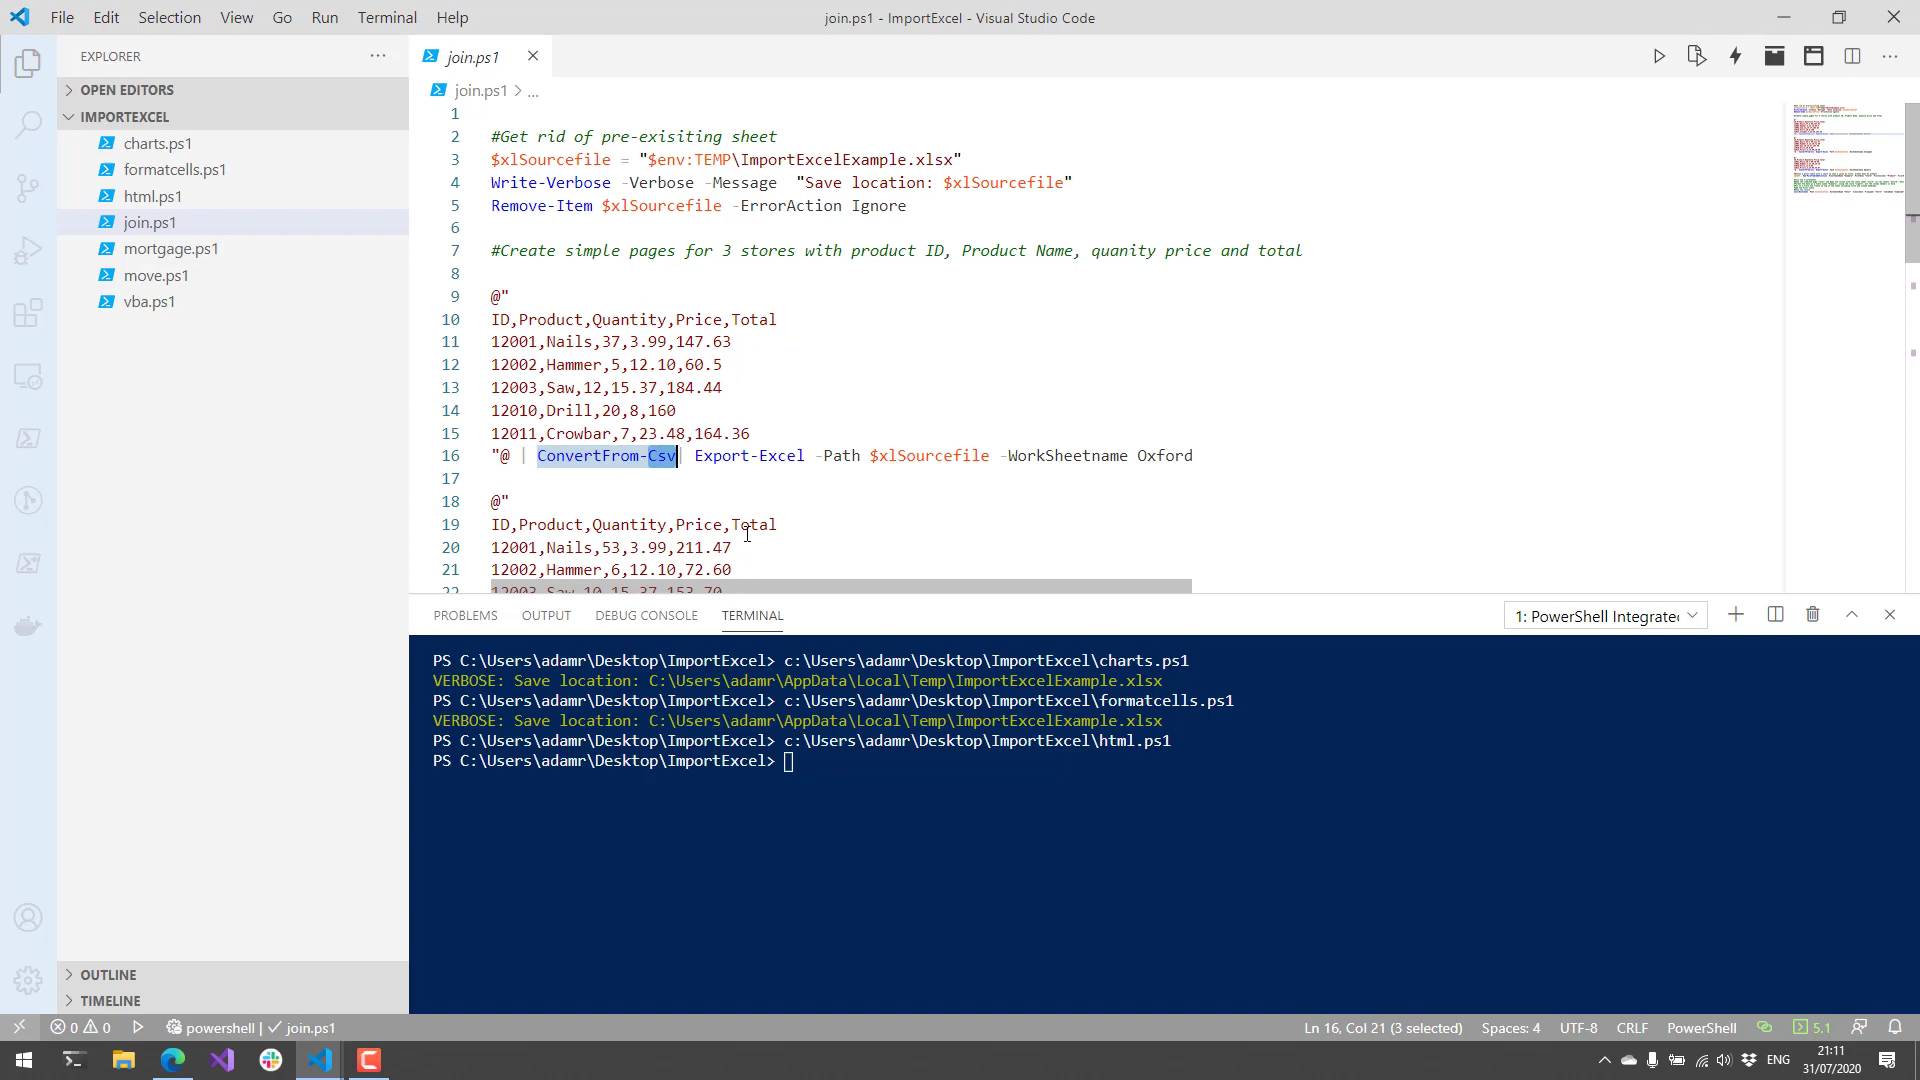 File Edit Selection View Go Run Terminal Help
join.ps1 - ImportExcel - Visual Studio Code
EXPLORER
OPEN EDITORS
IMPORTEXCEL
charts.ps1
formatcells.ps1
html.ps1
join.ps1
mortgage.ps1
move.ps1
vba.ps1
OUTLINE
TIMELINE
join.ps1
join.ps1 > ...
1
2 #Get rid of pre-exisiting sheet
3 $xlSourcefile = "$env:TEMP\ImportExcelExample.xlsx"
4 Write-Verbose -Verbose -Message "Save location: $xlSourcefile"
5 Remove-Item $xlSourcefile -ErrorAction Ignore
6
7 #Create simple pages for 3 stores with product ID, Product Name, quanity price and total
8
9 @"
10 ID,Product,Quantity,Price,Total
11 12001,Nails,37,3.99,147.63
12 12002,Hammer,5,12.10,60.5
13 12003,Saw,12,15.37,184.44
14 12010,Drill,20,8,160
15 12011,Crowbar,7,23.48,164.36
16 "@ | ConvertFrom-Csv| Export-Excel -Path $xlSourcefile -WorkSheetname Oxford
17
18 @"
19 ID,Product,Quantity,Price,Total
20 12001,Nails,53,3.99,211.47
21 12002,Hammer,6,12.10,72.60
22 12003,Saw,10,15.37,153.70
PROBLEMS OUTPUT DEBUG CONSOLE TERMINAL
1: PowerShell Integrated
PS C:\Users\adamr\Desktop\ImportExcel> c:\Users\adamr\Desktop\ImportExcel\charts.ps1
VERBOSE: Save location: C:\Users\adamr\AppData\Local\Temp\ImportExcelExample.xlsx
PS C:\Users\adamr\Desktop\ImportExcel> c:\Users\adamr\Desktop\ImportExcel\formatcells.ps1
VERBOSE: Save location: C:\Users\adamr\AppData\Local\Temp\ImportExcelExample.xlsx
PS C:\Users\adamr\Desktop\ImportExcel> c:\Users\adamr\Desktop\ImportExcel\html.ps1
PS C:\Users\adamr\Desktop\ImportExcel>
0 0 powershell | join.ps1
Ln 16, Col 21 (3 selected) Spaces: 4 UTF-8 CRLF PowerShell 5.1
ENG
21:11
31/07/2020